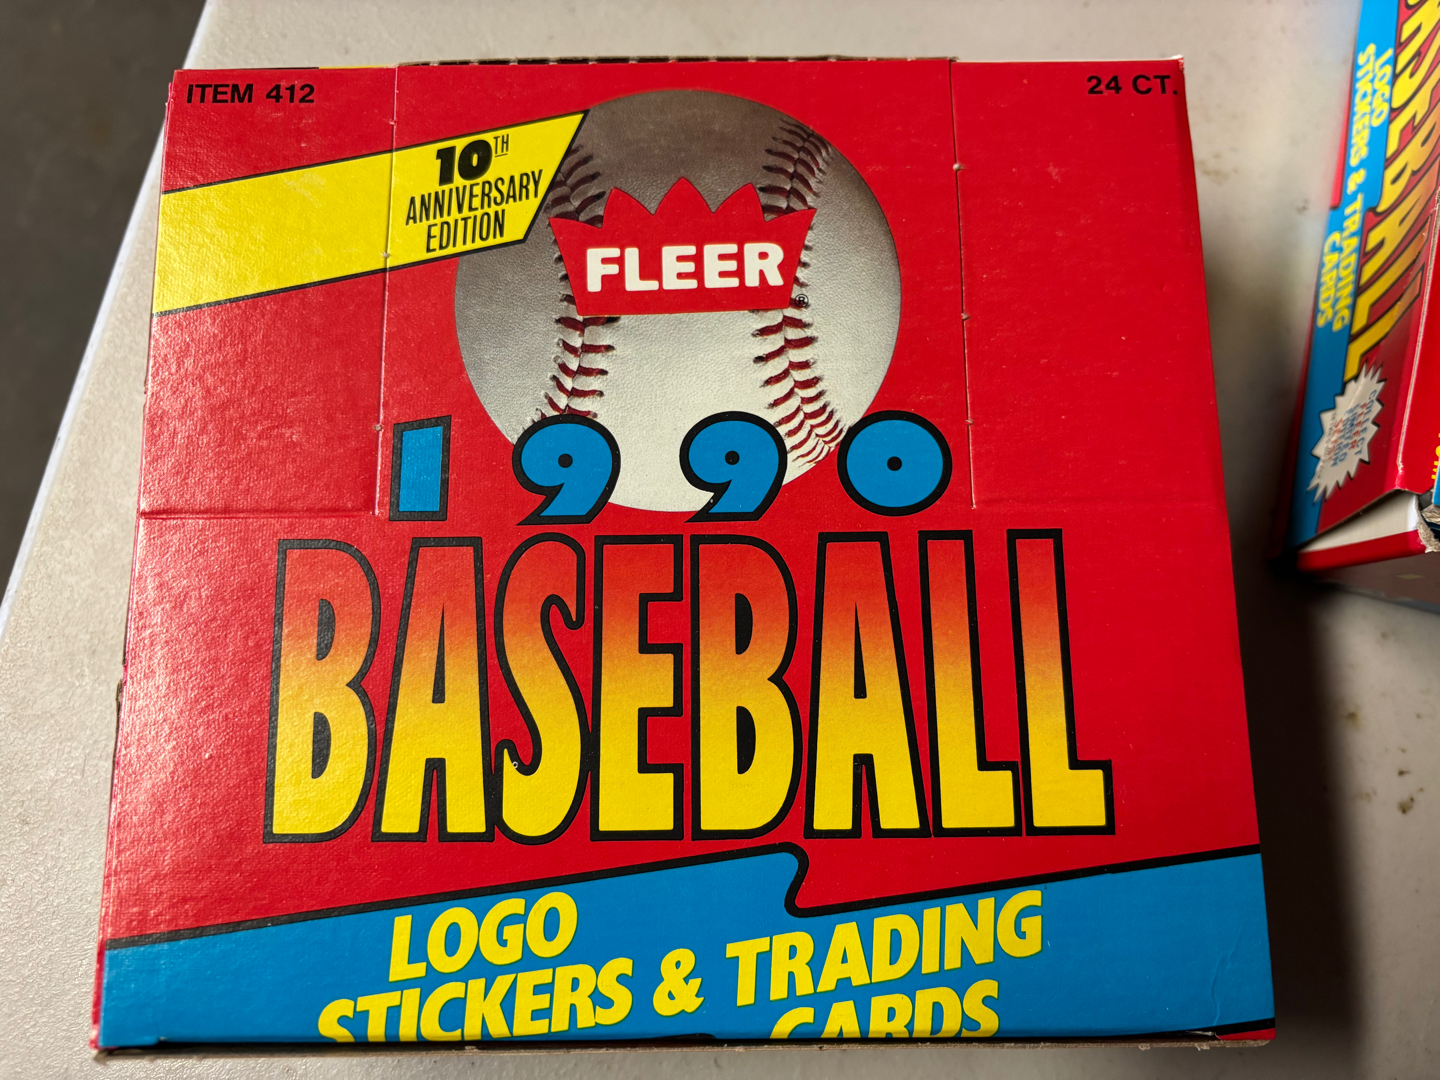 ITEM 412
24 CT.
10TH
ANNIVERSARY
EDITION
FLEER
®
1990
BASEBALL
LOGO
STICKERS & TRADING
CARDS
BASEBALL
LOGO
STICKERS & TRADING
CARDS